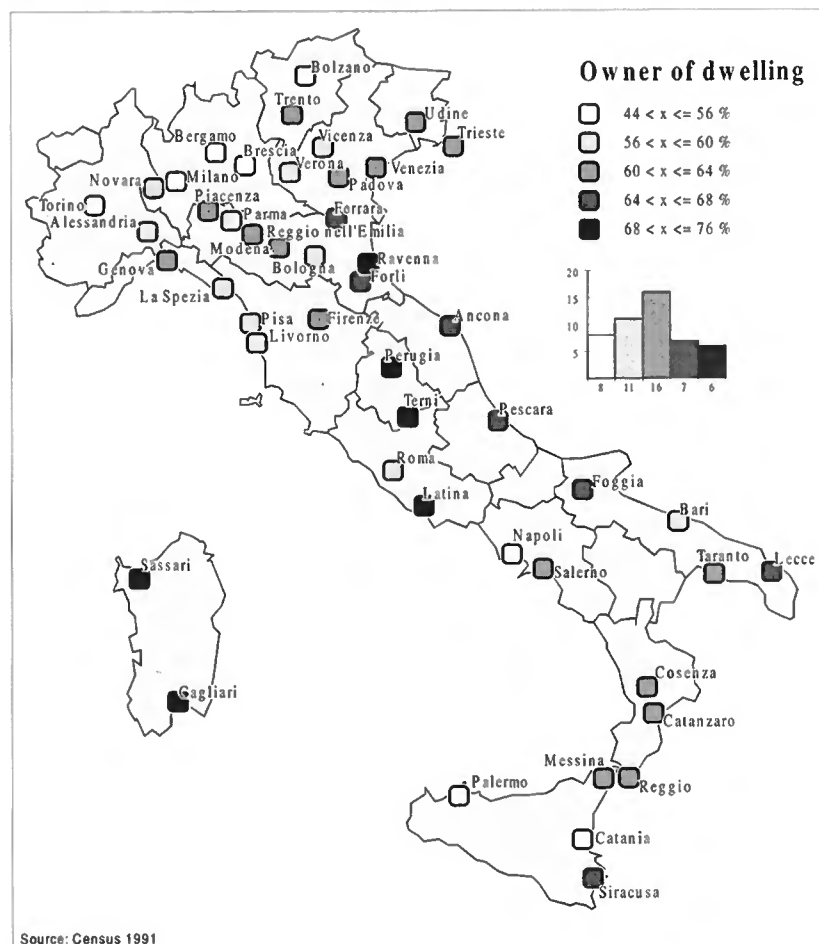 Owner of dwelling
44 < x <= 56 %
56 < x <= 60 %
60 < x <= 64 %
64 < x <= 68 %
68 < x <= 76 %
20
15
10
5
8 11 16 7 6
Bolzano
Trento
Udine
Trieste
Bergamo
Brescia
Vicenza
Verona
Padova
Venezia
Novara
Milano
Piacenza
Torino
Alessandria
Parma
Ferrara
Reggio nell'Emilia
Modena
Genova
Bologna
Ravenna
Forli
La Spezia
Pisa
Firenze
Ancona
Livorno
Perugia
Terni
Pescara
Roma
Latina
Foggia
Bari
Napoli
Salerno
Taranto
Lecce
Sassari
Cagliari
Cosenza
Catanzaro
Messina
Reggio
Palermo
Catania
Siracusa
Source: Census 1991